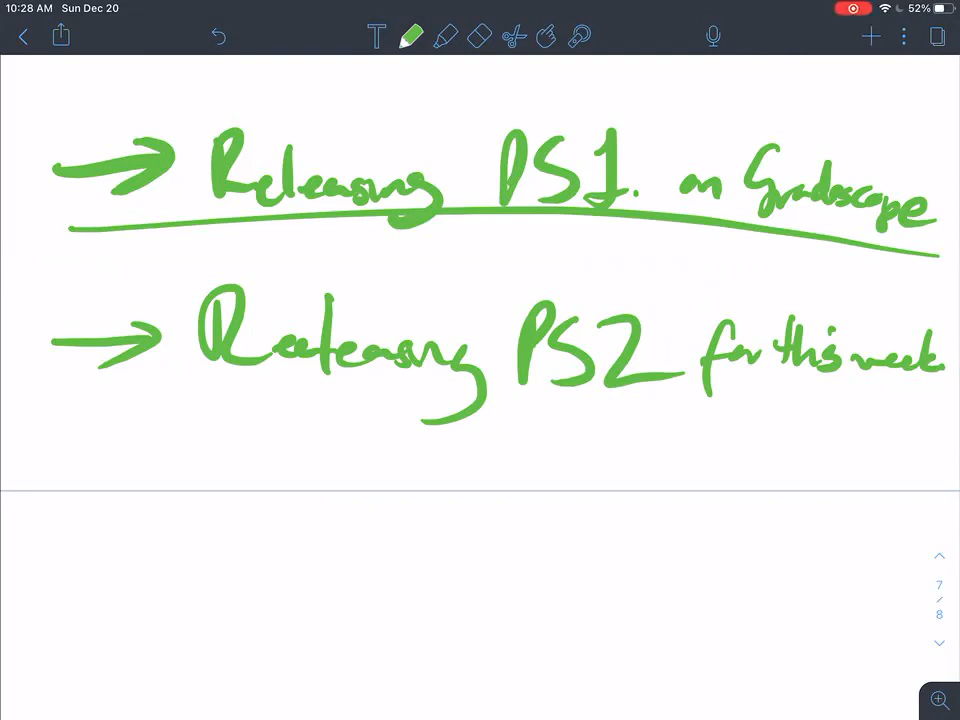 10:28 AM Sun Dec 20 52%
→ Releasing PS1. on Gradescope
→ Releasing PS2 for this week.
7
/
8